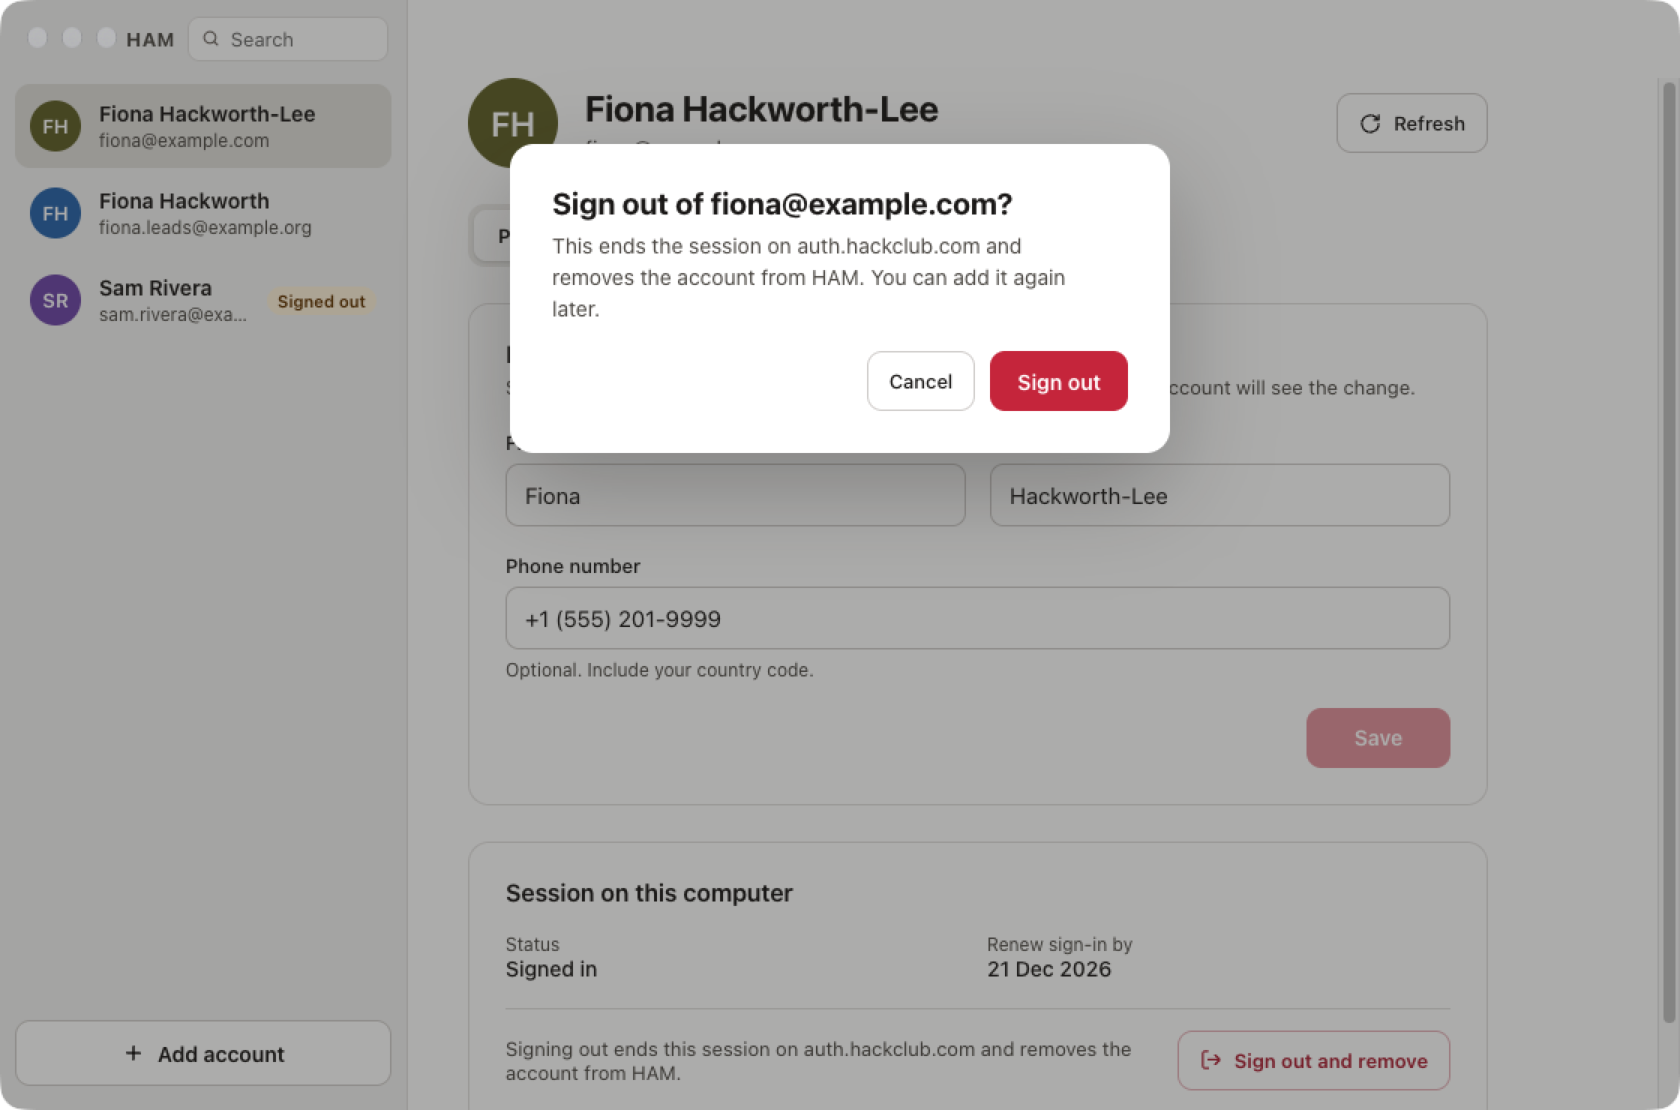 HAM
Search
FH
Fiona Hackworth-Lee
fiona@example.com
FH
Fiona Hackworth
fiona.leads@example.org
SR
Sam Rivera
sam.rivera@exa...
Signed out
+ Add account
FH
Fiona Hackworth-Lee
Refresh
Sign out of fiona@example.com?
This ends the session on auth.hackclub.com and
removes the account from HAM. You can add it again
later.
Cancel
Sign out
ccount will see the change.
Fiona
Hackworth-Lee
Phone number
+1 (555) 201-9999
Optional. Include your country code.
Save
Session on this computer
Status
Signed in
Renew sign-in by
21 Dec 2026
Signing out ends this session on auth.hackclub.com and removes the
account from HAM.
Sign out and remove